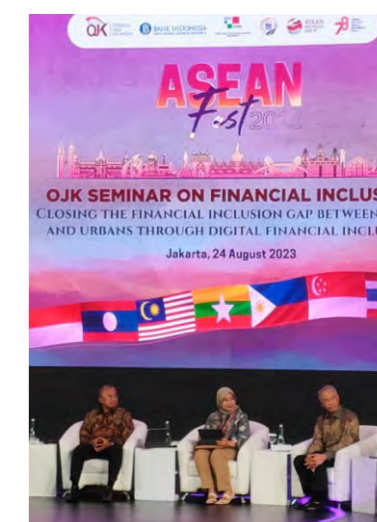 OJK
BANK INDONESIA
ASEAN
Fest
OJK SEMINAR ON FINANCIAL INCLUS
CLOSING THE FINANCIAL INCLUSION GAP BETWEEN
AND URBANS THROUGH DIGITAL FINANCIAL INCLU
Jakarta, 24 August 2023